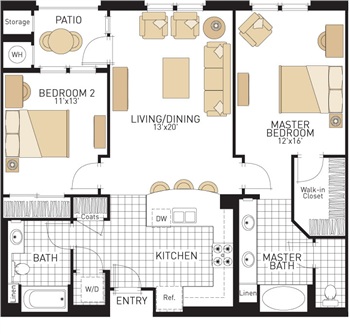 Storage
PATIO
WH
BEDROOM 2
11'x13'
LIVING/DINING
13'x20'
MASTER
BEDROOM
12'x16'
Walk-in
Closet
Coats
DW
KITCHEN
BATH
MASTER
BATH
Linen
W/D
ENTRY
Ref.
Linen